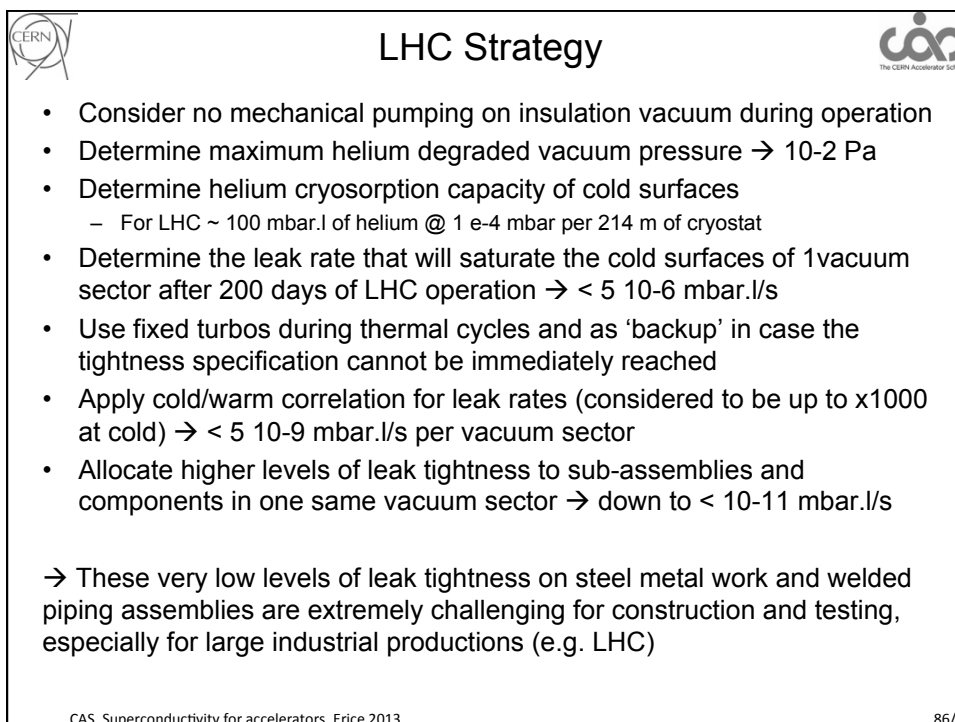 CERN
LHC Strategy
The CERN Accelerator
• Consider no mechanical pumping on insulation vacuum during operation
• Determine maximum helium degraded vacuum pressure → 10-2 Pa
• Determine helium cryosorption capacity of cold surfaces
– For LHC ~ 100 mbar.l of helium @ 1 e-4 mbar per 214 m of cryostat
• Determine the leak rate that will saturate the cold surfaces of 1vacuum
sector after 200 days of LHC operation → < 5 10-6 mbar.l/s
• Use fixed turbos during thermal cycles and as ‘backup’ in case the
tightness specification cannot be immediately reached
• Apply cold/warm correlation for leak rates (considered to be up to x1000
at cold) → < 5 10-9 mbar.l/s per vacuum sector
• Allocate higher levels of leak tightness to sub-assemblies and
components in one same vacuum sector → down to < 10-11 mbar.l/s
→ These very low levels of leak tightness on steel metal work and welded
piping assemblies are extremely challenging for construction and testing,
especially for large industrial productions (e.g. LHC)
CAS Superconductivity for accelerators Erice 2013
86/